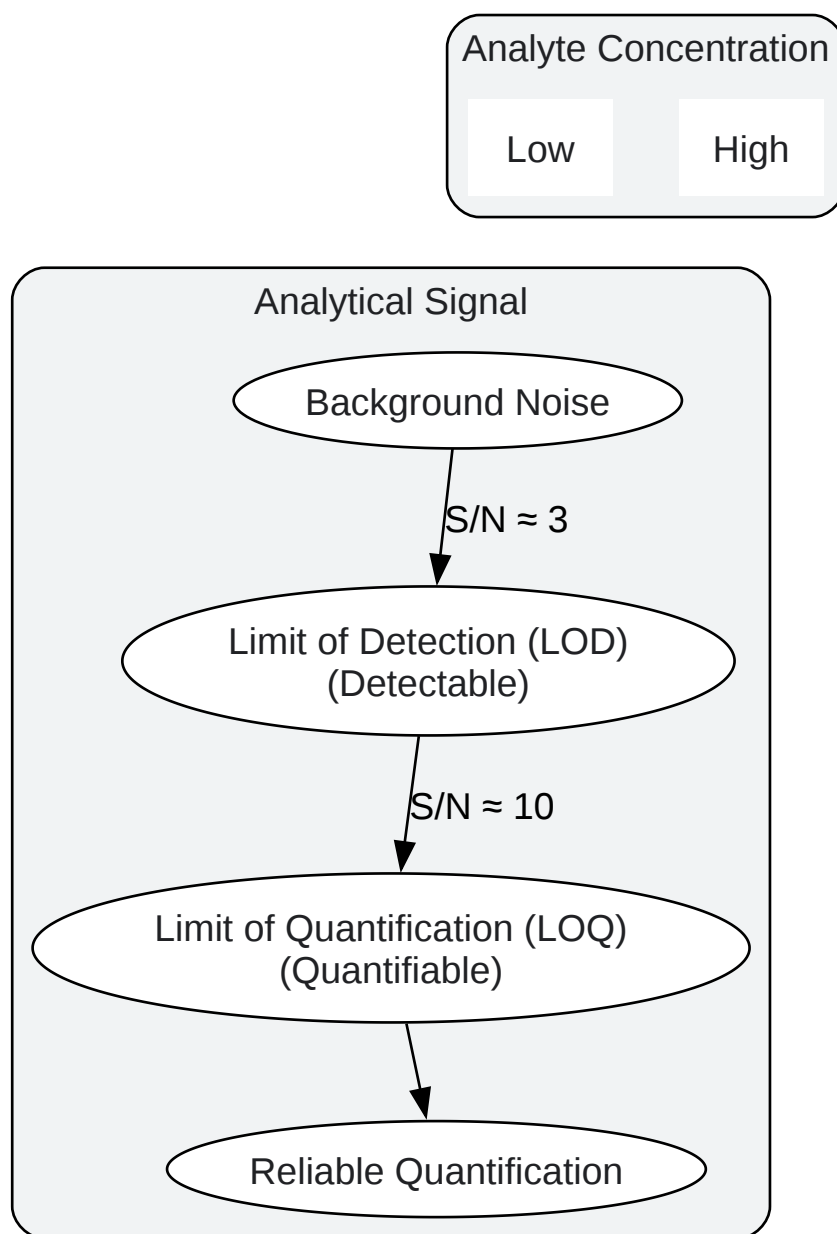 Analyte Concentration
Low
High
Analytical Signal
Background Noise
S/N ≈ 3
Limit of Detection (LOD)
(Detectable)
S/N ≈ 10
Limit of Quantification (LOQ)
(Quantifiable)
Reliable Quantification